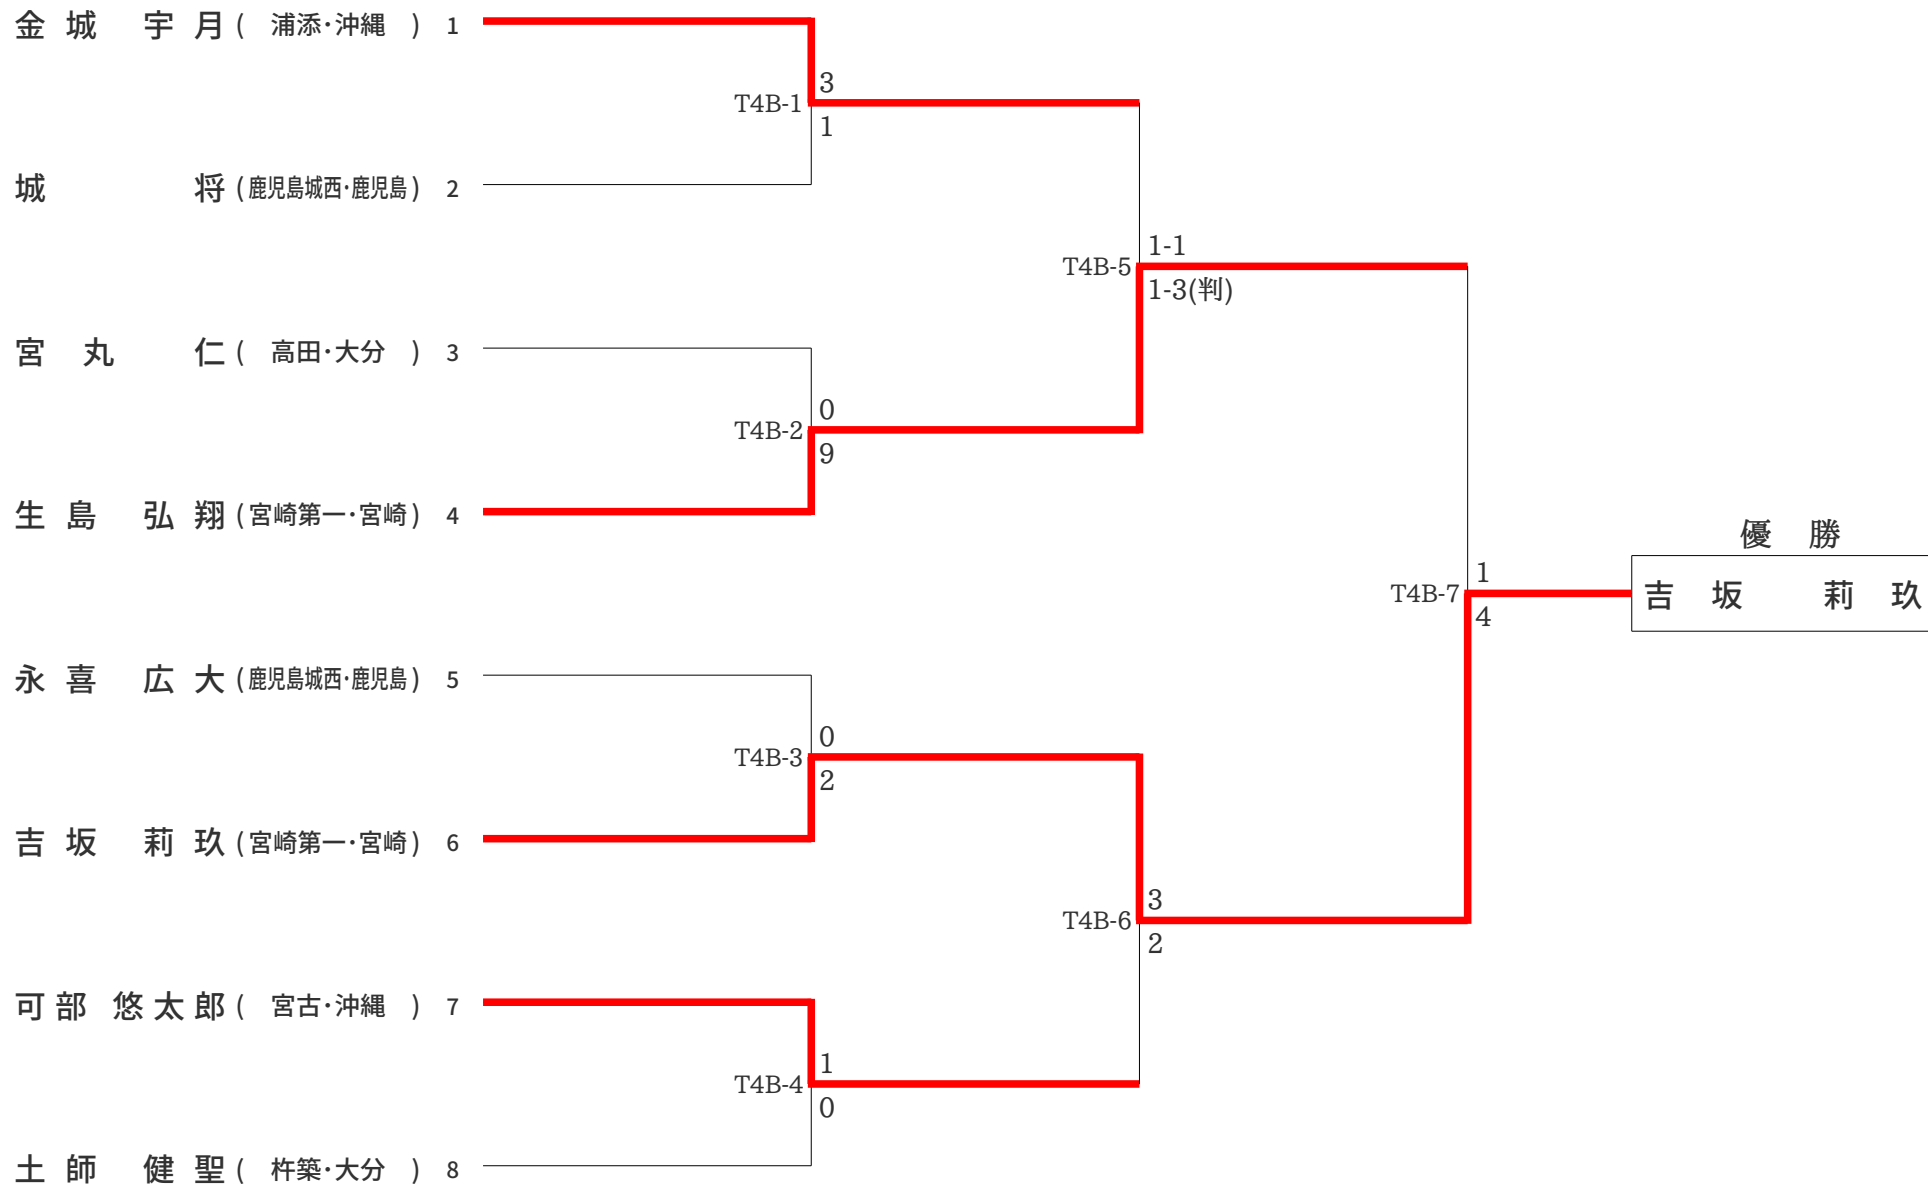 金城 宇月 ( 浦添・沖縄 ) 1
3
T4B-1
1
城 将 (鹿児島城西・鹿児島) 2
1-1
T4B-5
1-3(判)
宮丸 仁 ( 高田・大分 ) 3
0
T4B-2
9
生島 弘翔 (宮崎第一・宮崎) 4
優 勝
1
T4B-7
吉坂 莉玖
4
永喜 広大 (鹿児島城西・鹿児島) 5
0
T4B-3
2
吉坂 莉玖 (宮崎第一・宮崎) 6
3
T4B-6
2
可部 悠太郎 ( 宮古・沖縄 ) 7
1
T4B-4
0
土師 健聖 ( 杵築・大分 ) 8